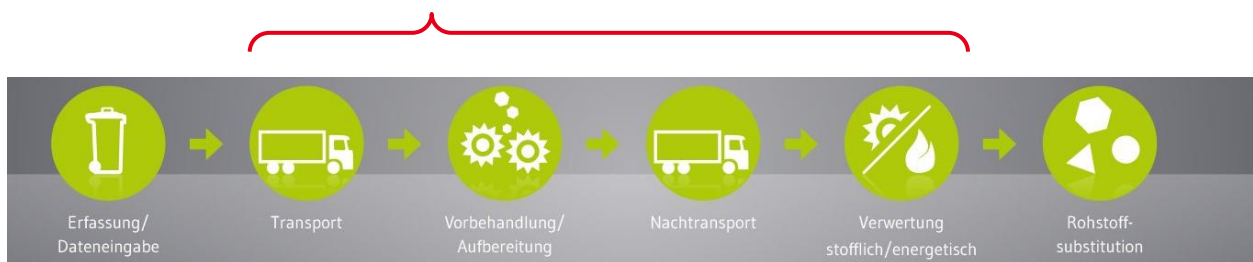 Erfassung/
Dateneingabe
Transport
Vorbehandlung/
Aufbereitung
Nachtransport
Verwertung
stofflich/energetisch
Rohstoff-
substitution